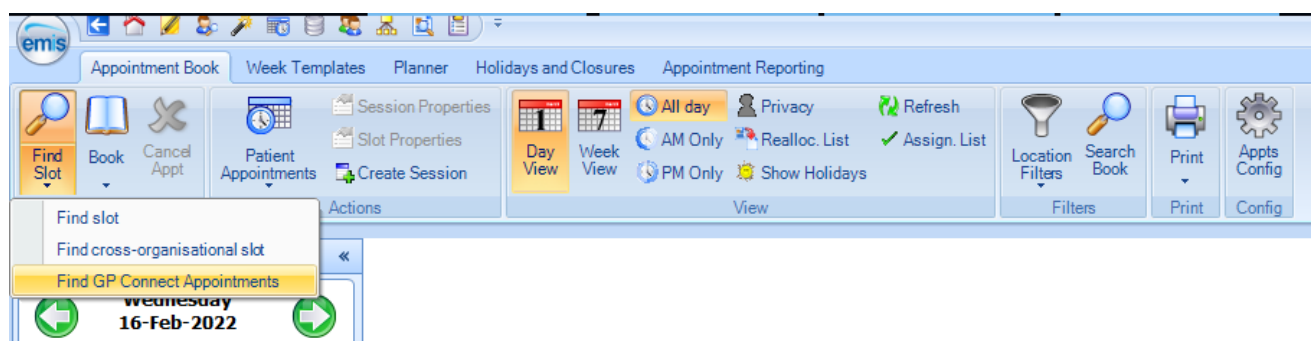 emis
Appointment Book Week Templates Planner Holidays and Closures Appointment Reporting
Find Slot
Book
Cancel Appt
Patient Appointments
Session Properties
Slot Properties
Create Session
Actions
1
Day View
7
Week View
All day
AM Only
PM Only
Privacy
Realloc. List
Show Holidays
Refresh
Assign. List
View
Location Filters
Search Book
Filters
Print
Print
Appts Config
Config
Find slot
Find cross-organisational slot
Find GP Connect Appointments
«
Wednesday
16-Feb-2022